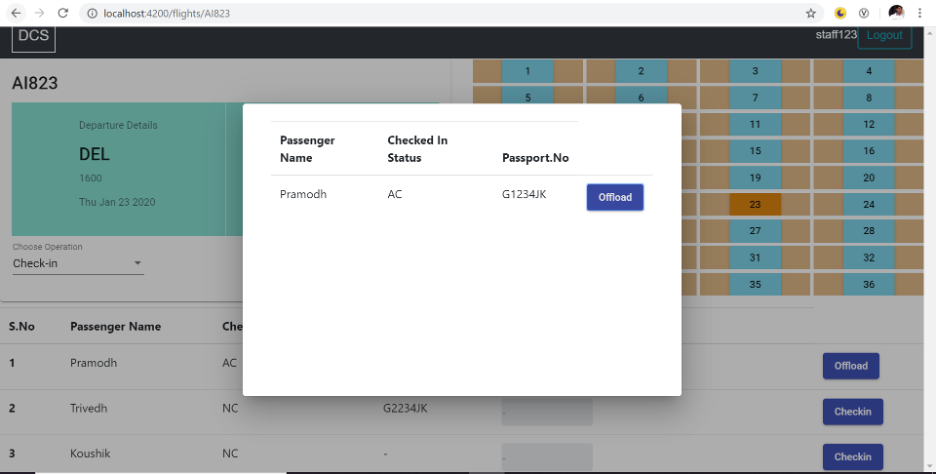 localhost:4200/flights/AI823
DCS
staff123
Logout
AI823
Departure Details
DEL
1600
Thu Jan 23 2020
Choose Operation
Check-in
1 2 3 4
5 6 7 8
11 12
15 16
19 20
23 24
27 28
31 32
35 36
Passenger Name
Checked In Status
Passport.No
Pramodh AC G1234JK Offload
S.No Passenger Name Che
1 Pramodh AC Offload
2 Trivedh NC G2234JK - Checkin
3 Koushik NC - - Checkin